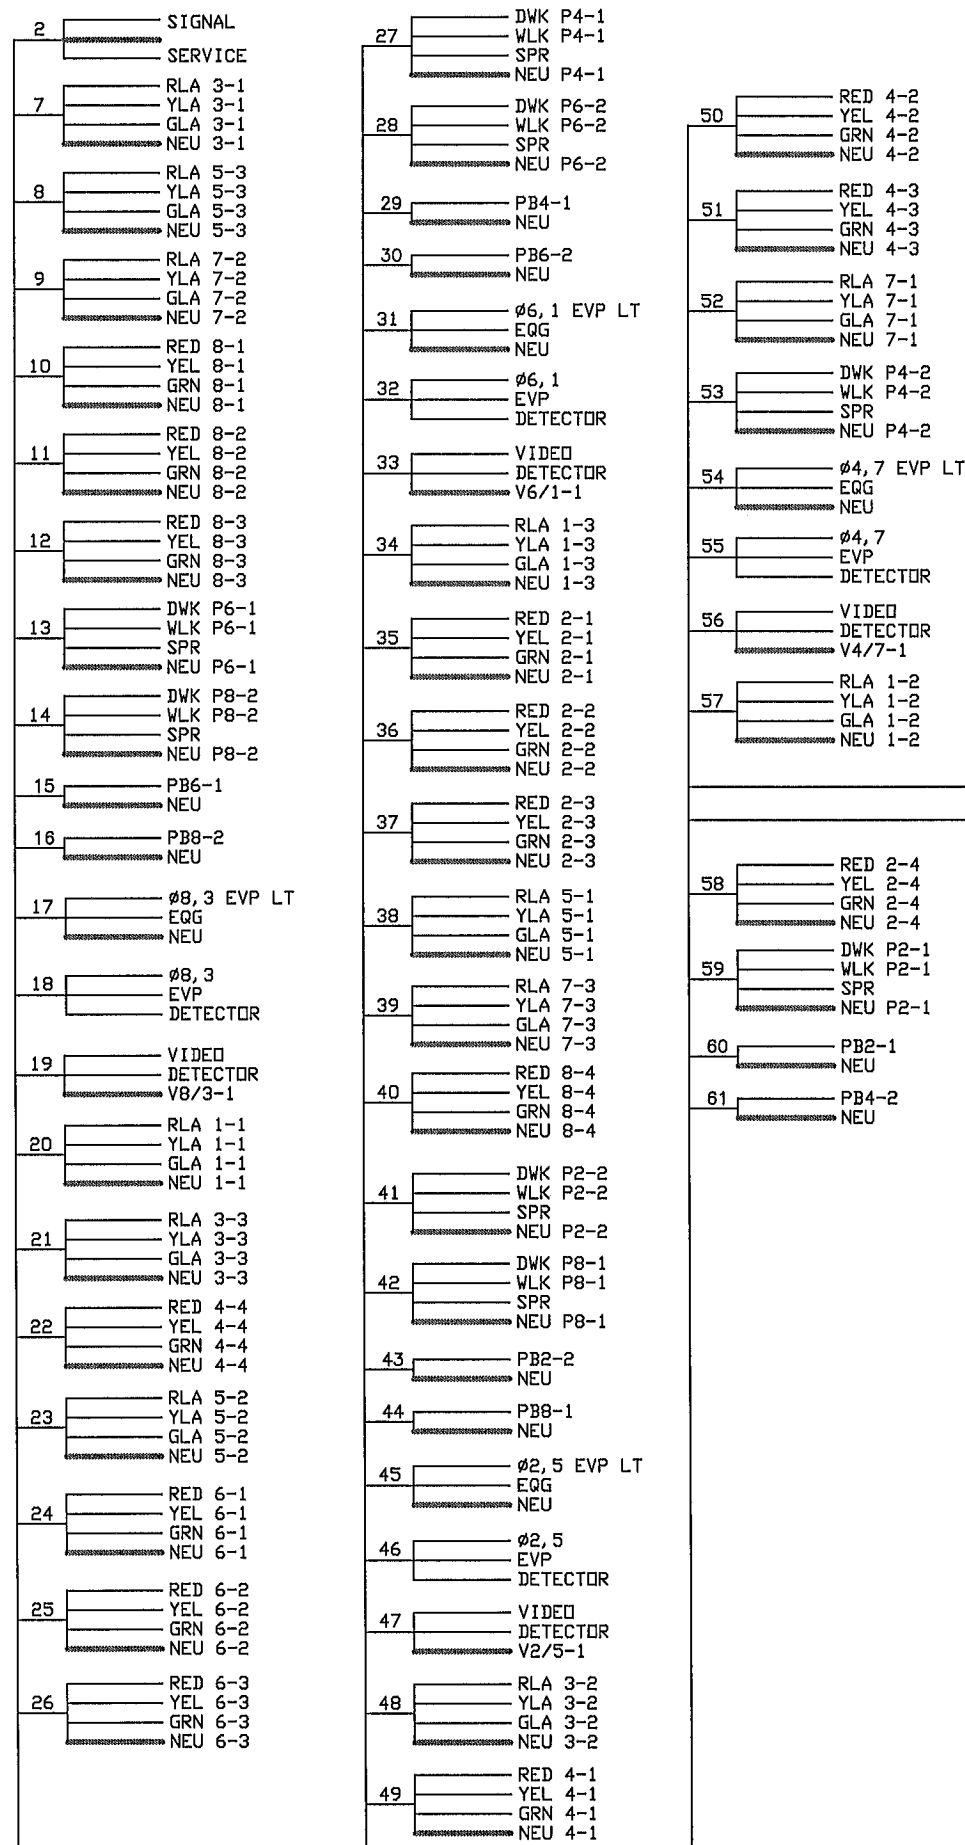 2
SIGNAL
SERVICE
7
RLA 3-1
YLA 3-1
GLA 3-1
NEU 3-1
8
RLA 5-3
YLA 5-3
GLA 5-3
NEU 5-3
9
RLA 7-2
YLA 7-2
GLA 7-2
NEU 7-2
10
RED 8-1
YEL 8-1
GRN 8-1
NEU 8-1
11
RED 8-2
YEL 8-2
GRN 8-2
NEU 8-2
12
RED 8-3
YEL 8-3
GRN 8-3
NEU 8-3
13
DWK P6-1
WLK P6-1
SPR
NEU P6-1
14
DWK P8-2
WLK P8-2
SPR
NEU P8-2
15
PB6-1
NEU
16
PB8-2
NEU
17
Ø8,3 EVP LT
EQG
NEU
18
Ø8,3
EVP
DETECTOR
19
VIDEO
DETECTOR
V8/3-1
20
RLA 1-1
YLA 1-1
GLA 1-1
NEU 1-1
21
RLA 3-3
YLA 3-3
GLA 3-3
NEU 3-3
22
RED 4-4
YEL 4-4
GRN 4-4
NEU 4-4
23
RLA 5-2
YLA 5-2
GLA 5-2
NEU 5-2
24
RED 6-1
YEL 6-1
GRN 6-1
NEU 6-1
25
RED 6-2
YEL 6-2
GRN 6-2
NEU 6-2
26
RED 6-3
YEL 6-3
GRN 6-3
NEU 6-3
27
DWK P4-1
WLK P4-1
SPR
NEU P4-1
28
DWK P6-2
WLK P6-2
SPR
NEU P6-2
29
PB4-1
NEU
30
PB6-2
NEU
31
Ø6,1 EVP LT
EQG
NEU
32
Ø6,1
EVP
DETECTOR
33
VIDEO
DETECTOR
V6/1-1
34
RLA 1-3
YLA 1-3
GLA 1-3
NEU 1-3
35
RED 2-1
YEL 2-1
GRN 2-1
NEU 2-1
36
RED 2-2
YEL 2-2
GRN 2-2
NEU 2-2
37
RED 2-3
YEL 2-3
GRN 2-3
NEU 2-3
38
RLA 5-1
YLA 5-1
GLA 5-1
NEU 5-1
39
RLA 7-3
YLA 7-3
GLA 7-3
NEU 7-3
40
RED 8-4
YEL 8-4
GRN 8-4
NEU 8-4
41
DWK P2-2
WLK P2-2
SPR
NEU P2-2
42
DWK P8-1
WLK P8-1
SPR
NEU P8-1
43
PB2-2
NEU
44
PB8-1
NEU
45
Ø2,5 EVP LT
EQG
NEU
46
Ø2,5
EVP
DETECTOR
47
VIDEO
DETECTOR
V2/5-1
48
RLA 3-2
YLA 3-2
GLA 3-2
NEU 3-2
49
RED 4-1
YEL 4-1
GRN 4-1
NEU 4-1
50
RED 4-2
YEL 4-2
GRN 4-2
NEU 4-2
51
RED 4-3
YEL 4-3
GRN 4-3
NEU 4-3
52
RLA 7-1
YLA 7-1
GLA 7-1
NEU 7-1
53
DWK P4-2
WLK P4-2
SPR
NEU P4-2
54
Ø4,7 EVP LT
EQG
NEU
55
Ø4,7
EVP
DETECTOR
56
VIDEO
DETECTOR
V4/7-1
57
RLA 1-2
YLA 1-2
GLA 1-2
NEU 1-2
58
RED 2-4
YEL 2-4
GRN 2-4
NEU 2-4
59
DWK P2-1
WLK P2-1
SPR
NEU P2-1
60
PB2-1
NEU
61
PB4-2
NEU